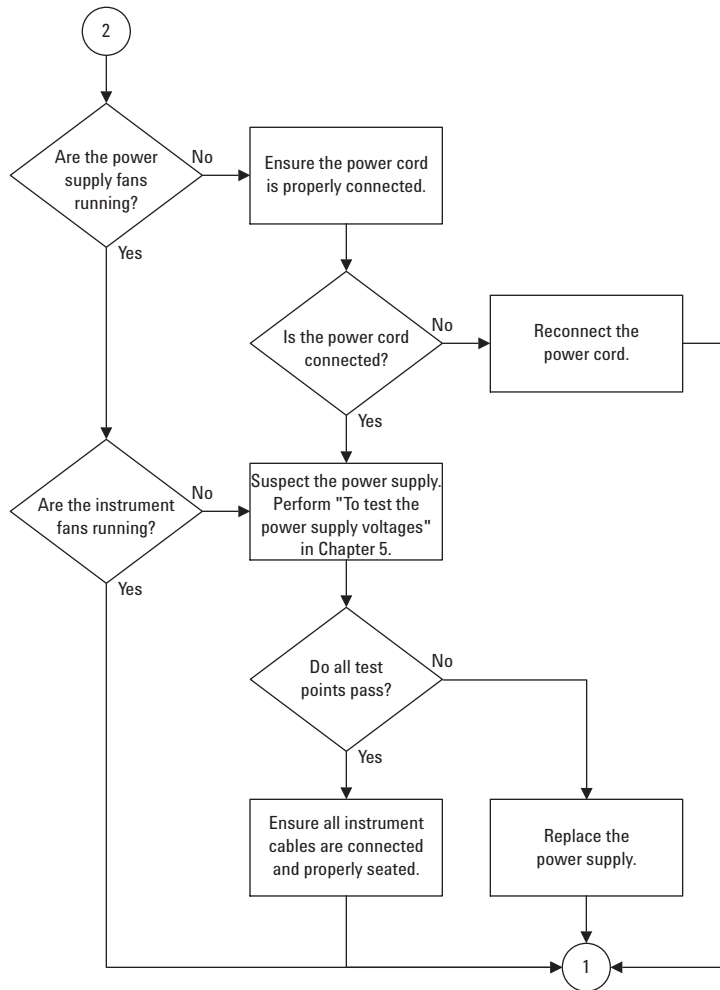 2
Are the power
supply fans
running?
No
Ensure the power cord
is properly connected.
Yes
Is the power cord
connected?
No
Reconnect the
power cord.
Yes
Are the instrument
fans running?
No
Suspect the power supply.
Perform "To test the
power supply voltages"
in Chapter 5.
Yes
Do all test
points pass?
No
Yes
Ensure all instrument
cables are connected
and properly seated.
Replace the
power supply.
1